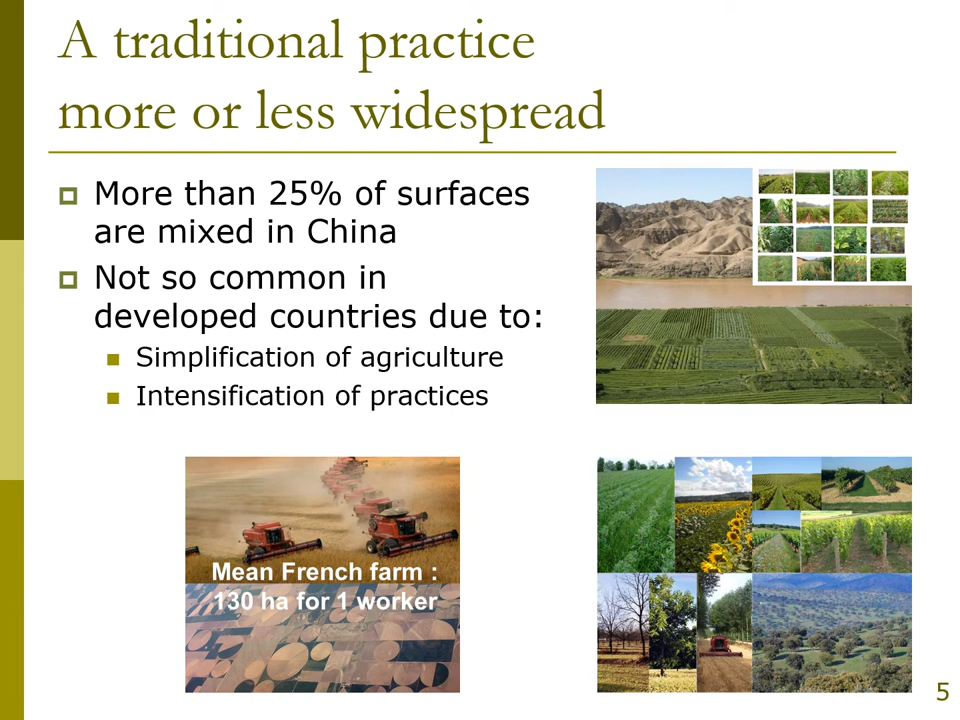 A traditional practice
more or less widespread
More than 25% of surfaces
are mixed in China
Not so common in
developed countries due to:
Simplification of agriculture
Intensification of practices
Mean French farm :
130 ha for 1 worker
5